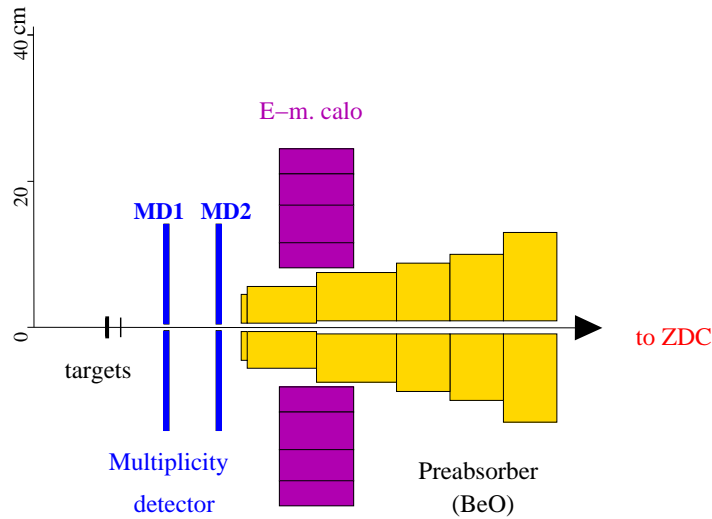 40 cm
E–m. calo
20
MD1 MD2
0
to ZDC
targets
Multiplicity
detector
Preabsorber
(BeO)